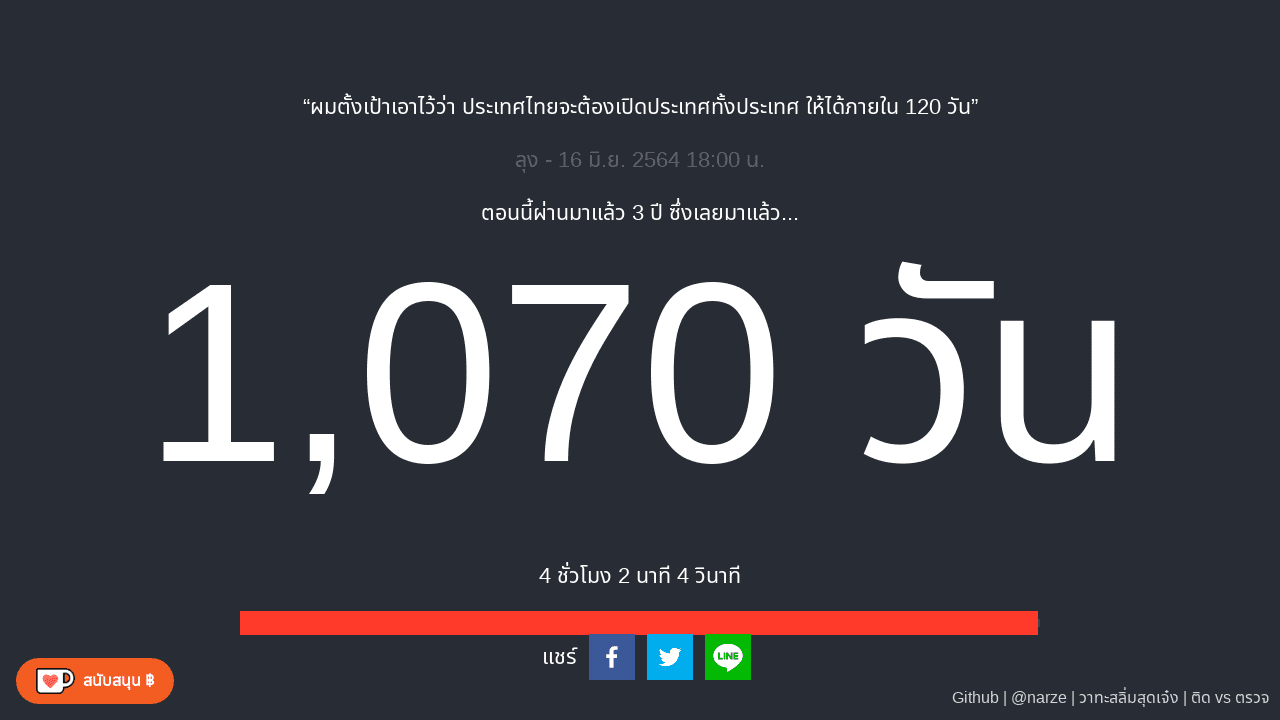 “ผมตั้งเป้าเอาไว้ว่า ประเทศไทยจะต้องเปิดประเทศทั้งประเทศ ให้ได้ภายใน 120 วัน”
ลุง - 16 มิ.ย. 2564 18:00 น.
ตอนนี้ผ่านมาแล้ว 3 ปี ซึ่งเลยมาแล้ว...
1,070 วัน
4 ชั่วโมง 2 นาที 4 วินาที
แชร์
LINE
สนับสนุน ฿
Github | @narze | วาทะสลิ่มสุดเจ๋ง | ติด vs ตรวจ